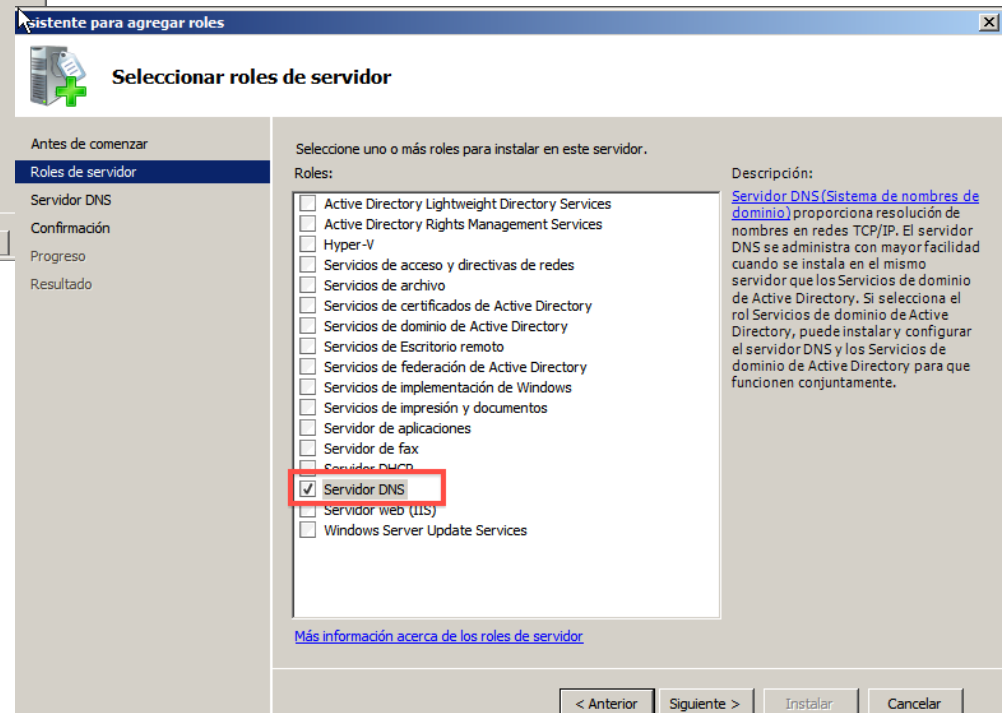 sistente para agregar roles
Seleccionar roles de servidor
Antes de comenzar
Roles de servidor
Servidor DNS
Confirmación
Progreso
Resultado
Seleccione uno o más roles para instalar en este servidor.
Roles:
Active Directory Lightweight Directory Services
Active Directory Rights Management Services
Hyper-V
Servicios de acceso y directivas de redes
Servicios de archivo
Servicios de certificados de Active Directory
Servicios de dominio de Active Directory
Servicios de Escritorio remoto
Servicios de federación de Active Directory
Servicios de implementación de Windows
Servicios de impresión y documentos
Servidor de aplicaciones
Servidor de fax
Servidor DHCP
Servidor DNS
Servidor web (IIS)
Windows Server Update Services
Más información acerca de los roles de servidor
Descripción:
Servidor DNS (Sistema de nombres de
dominio) proporciona resolución de
nombres en redes TCP/IP. El servidor
DNS se administra con mayor facilidad
cuando se instala en el mismo
servidor que los Servicios de dominio
de Active Directory. Si selecciona el
rol Servicios de dominio de Active
Directory, puede instalar y configurar
el servidor DNS y los Servicios de
dominio de Active Directory para que
funcionen conjuntamente.
< Anterior
Siguiente >
Instalar
Cancelar